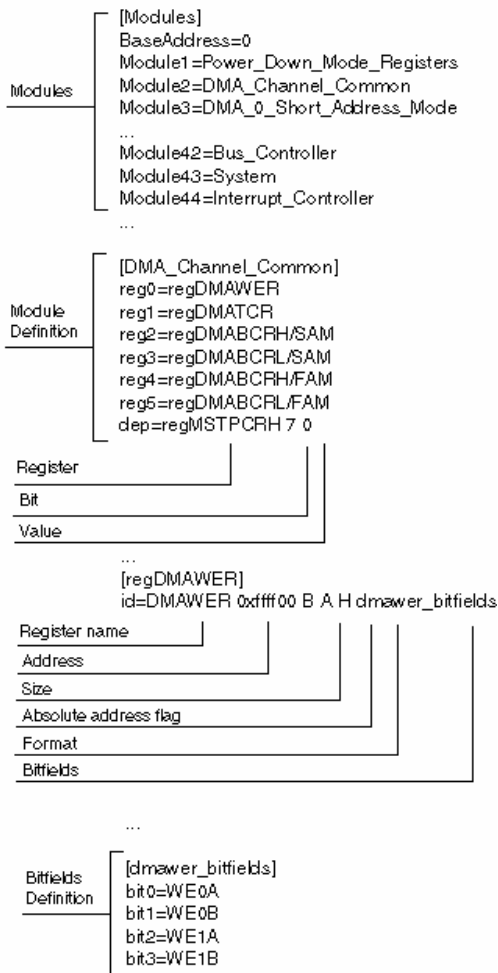 [Modules]
BaseAddress=0
Module1=Power_Down_Mode_Registers
Modules
Module2=DMA_Channel_Common
Module3=DMA_0_Short_Address_Mode
...
Module42=Bus_Controller
Module43=System
Module44=Interrupt_Controller
...
[DMA_Channel_Common]
reg0=regDMAWER
reg1=regDMATCR
Module
Definition
reg2=regDMABCRH/SAM
reg3=regDMABCRL/SAM
reg4=regDMABCRH/FAM
reg5=regDMABCRL/FAM
dep=regMSTPCRH 7 0
Register
Bit
Value
...
[regDMAWER]
id=DMAWER 0xffff00 B A H dmawer_bitfields
Register name
Address
Size
Absolute address flag
Format
Bitfields
...
Bitfields
Definition
[dmawer_bitfields]
bit0=WE0A
bit1=WE0B
bit2=WE1A
bit3=WE1B